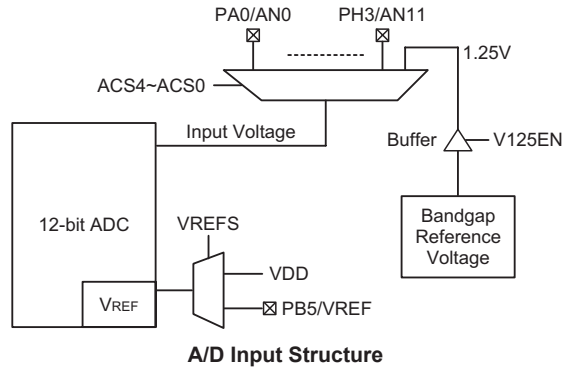 PA0/AN0 PH3/AN11
1.25V
ACS4~ACS0
Input Voltage
Buffer V125EN
12-bit ADC
VREFS
Bandgap
Reference
Voltage
VDD
VREF
PB5/VREF
A/D Input Structure